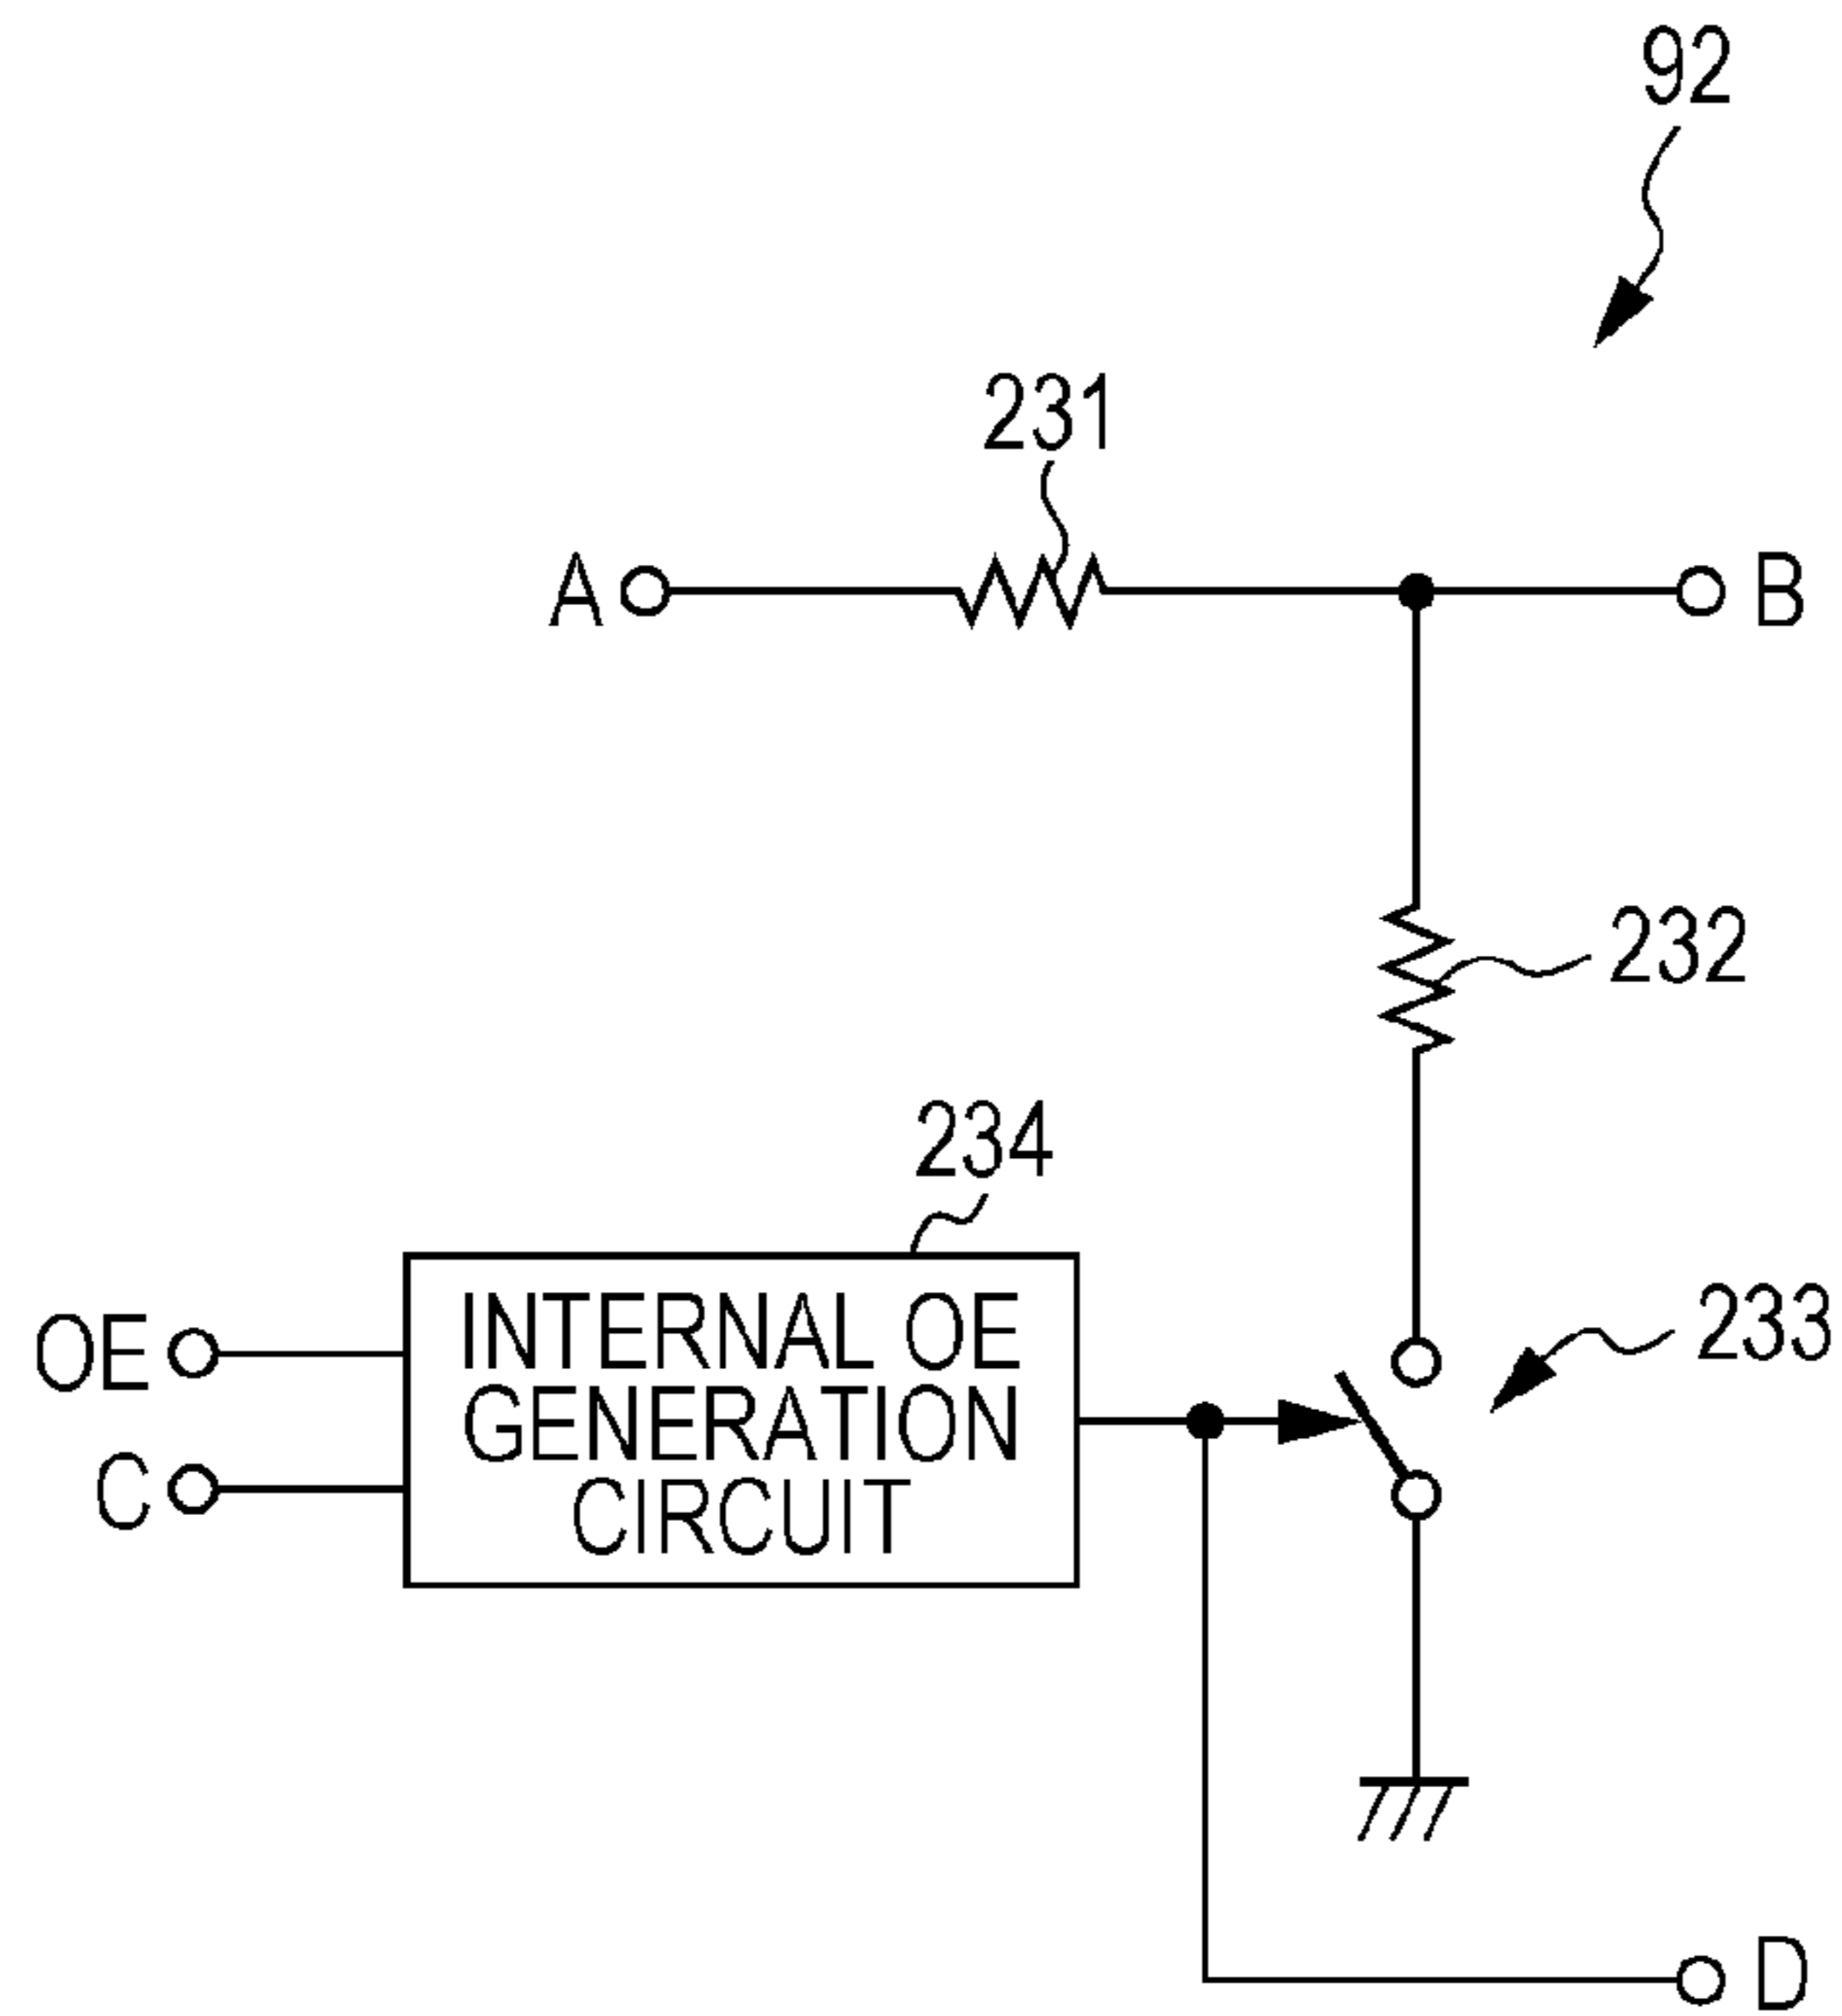 92
231
A
B
232
234
INTERNAL OE
GENERATION
CIRCUIT
OE
C
233
D